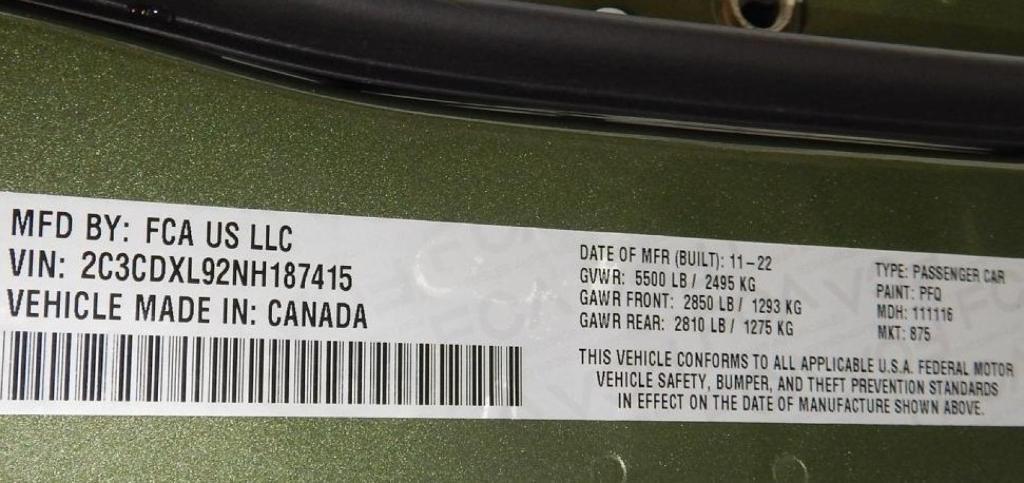 MFD BY: FCA US LLC
VIN: 2C3CDXL92NH187415
VEHICLE MADE IN: CANADA
DATE OF MFR (BUILT): 11-22
GVWR: 5500 LB / 2495 KG
GAWR FRONT: 2850 LB / 1293 KG
GAWR REAR: 2810 LB / 1275 KG
TYPE: PASSENGER CAR
PAINT: PFQ
MDH: 111116
MKT: 875
THIS VEHICLE CONFORMS TO ALL APPLICABLE U.S.A. FEDERAL MOTOR
VEHICLE SAFETY, BUMPER, AND THEFT PREVENTION STANDARDS
IN EFFECT ON THE DATE OF MANUFACTURE SHOWN ABOVE.